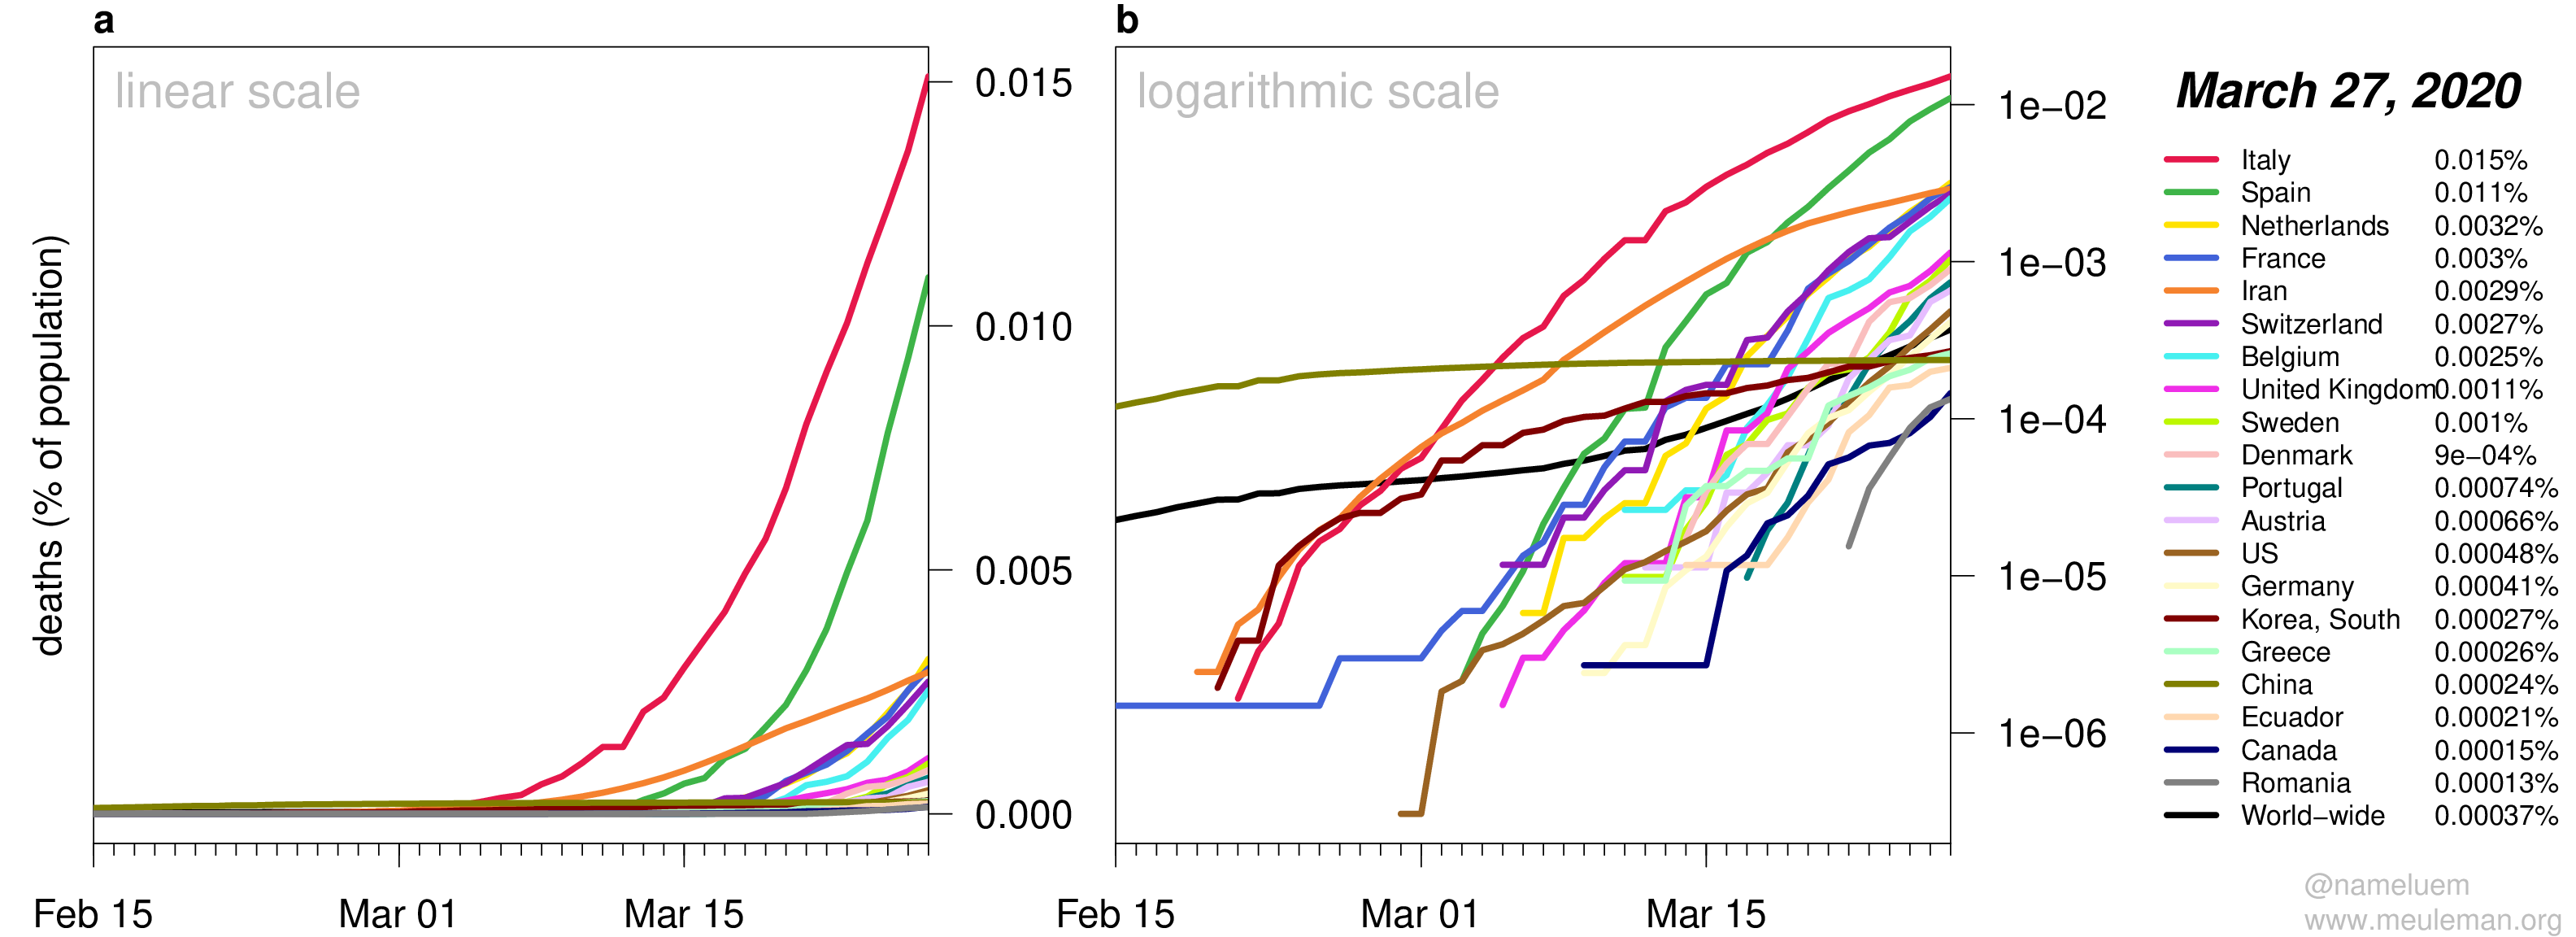 a
linear scale
deaths (% of population)
0.015
0.010
0.005
0.000
Feb 15
Mar 01
Mar 15
b
logarithmic scale
1e−02
1e−03
1e−04
1e−05
1e−06
Feb 15
Mar 01
Mar 15
March 27, 2020
Italy 0.015%
Spain 0.011%
Netherlands 0.0032%
France 0.003%
Iran 0.0029%
Switzerland 0.0027%
Belgium 0.0025%
United Kingdom 0.0011%
Sweden 0.001%
Denmark 9e−04%
Portugal 0.00074%
Austria 0.00066%
US 0.00048%
Germany 0.00041%
Korea, South 0.00027%
Greece 0.00026%
China 0.00024%
Ecuador 0.00021%
Canada 0.00015%
Romania 0.00013%
World−wide 0.00037%
@nameluem
www.meuleman.org